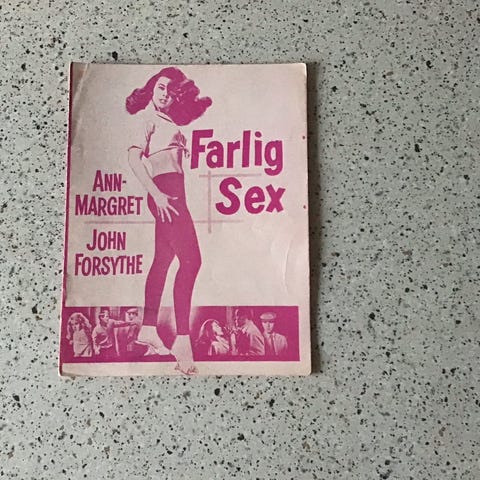 Farlig
Sex
ANN-
MARGRET
JOHN
FORSYTHE